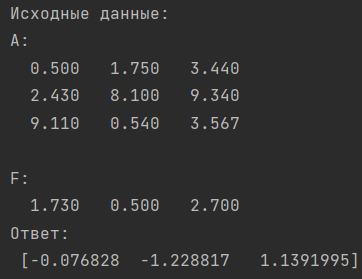 Исходные данные:
A:
0.500 1.750 3.440
2.430 8.100 9.340
9.110 0.540 3.567
F:
1.730 0.500 2.700
Ответ:
[-0.076828 -1.228817 1.1391995]